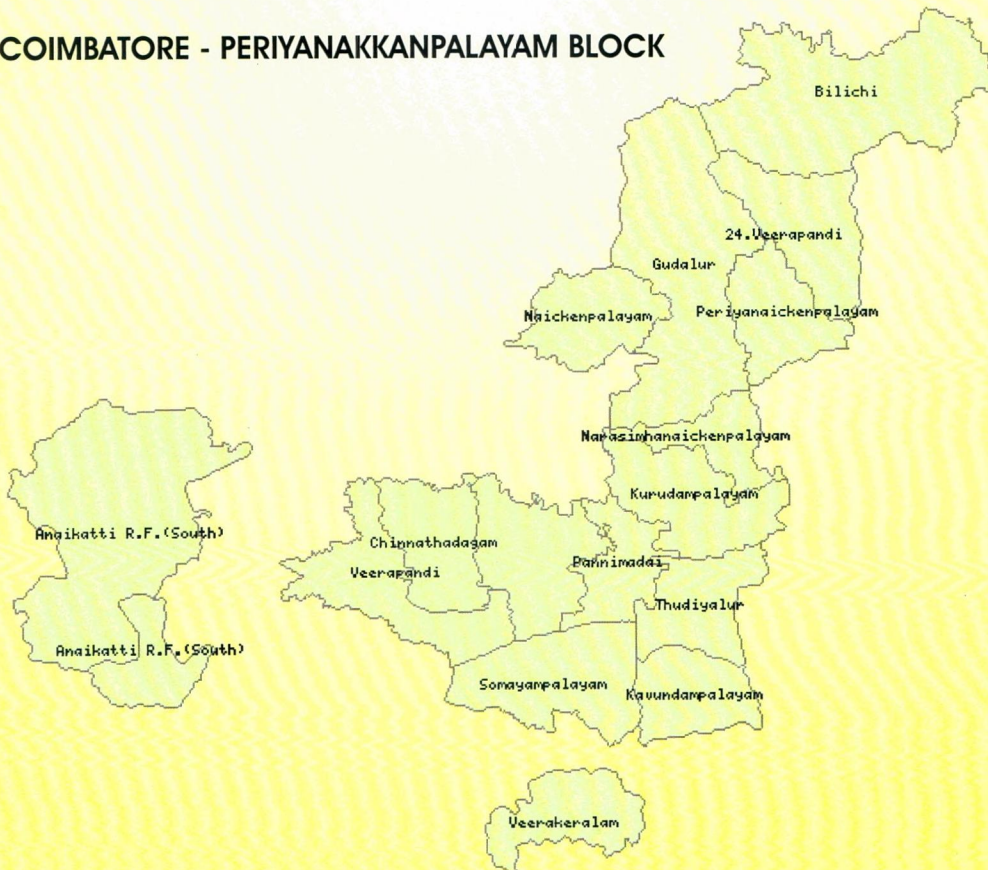 COIMBATORE - PERIYANAKKANPALAYAM BLOCK
Bilichi
24.Veerapandi
Gudalur
Naickenpalayam
Periyanaickenpalayam
Narasimhanaickenpalayam
Kurudampalayam
Anaikatti R.F.(South)
Chinnathadagam
Pannimadai
Veerapandi
Thudiyalur
Anaikatti R.F.(South)
Somayampalayam
Kavundampalayam
Veerakeralam